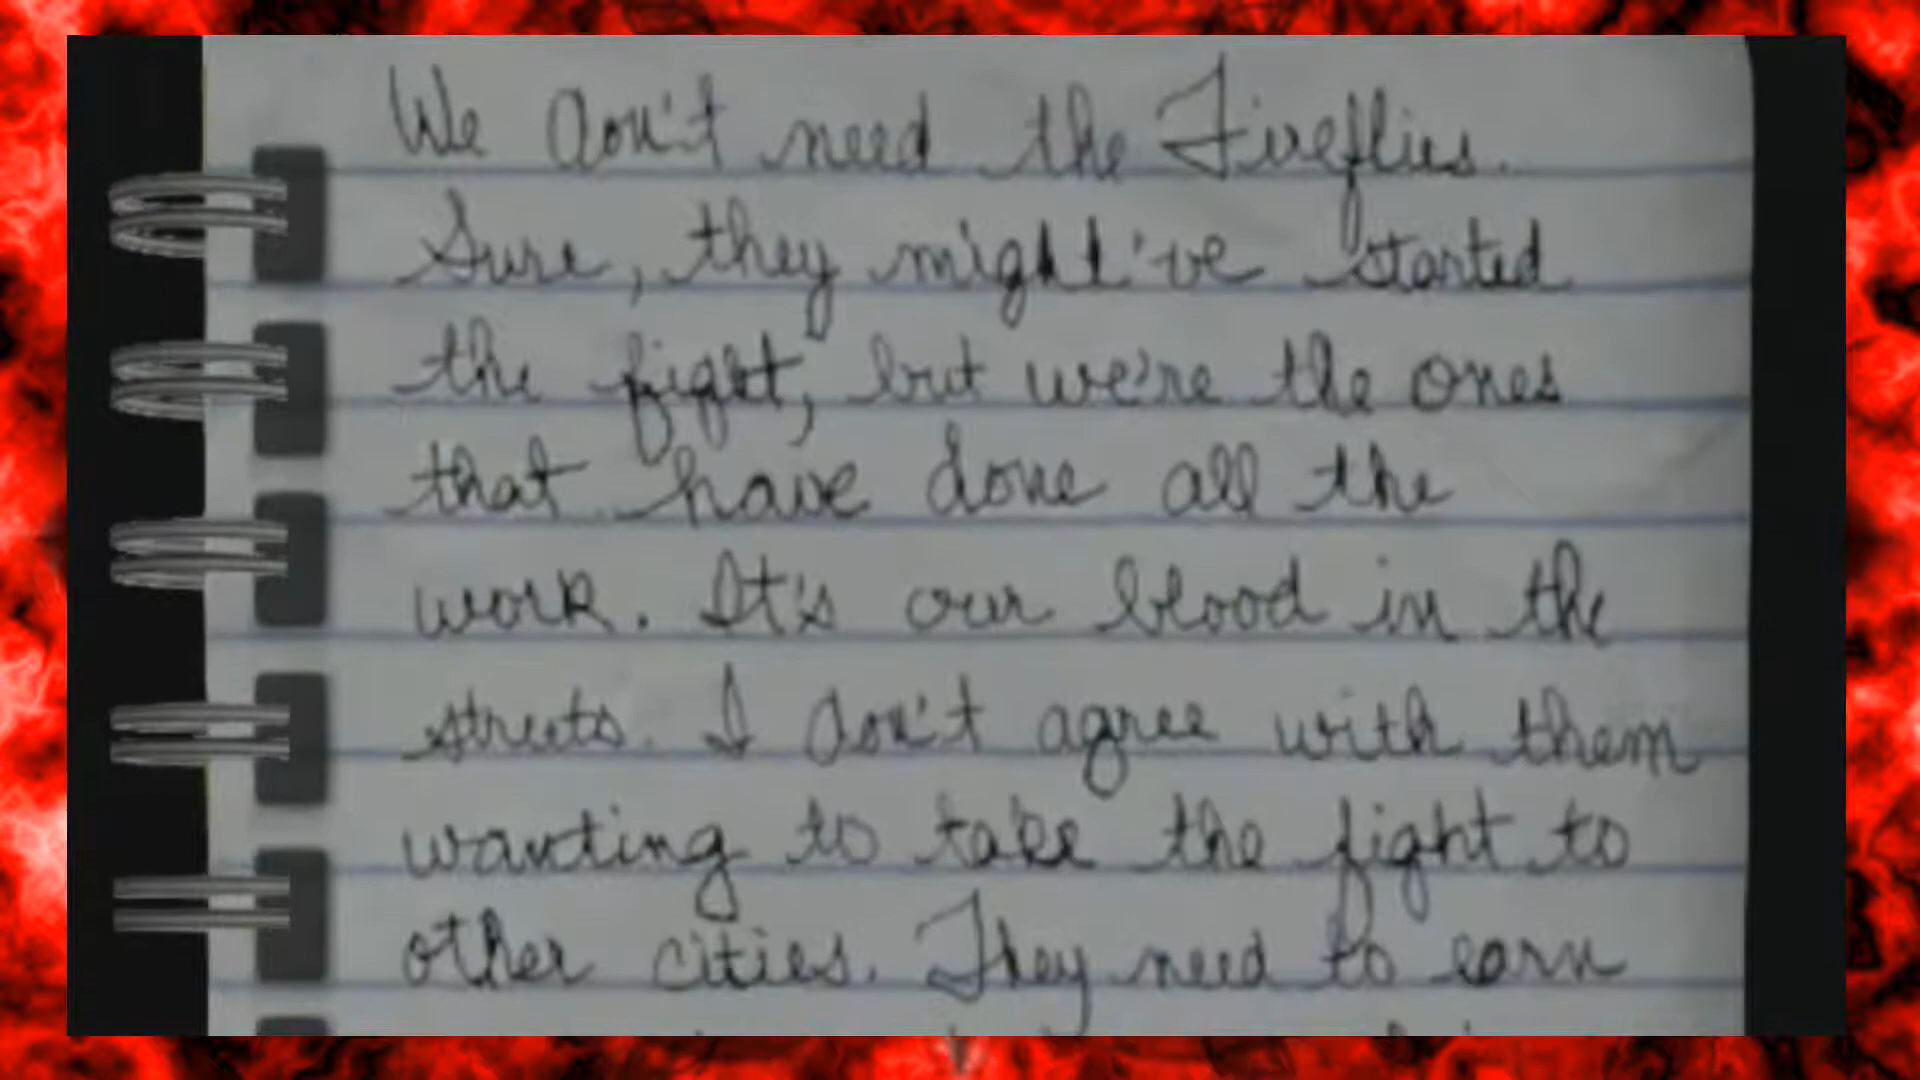 We don't need the Fireflies.
Sure, they might've started
the fight, but we're the ones
that have done all the
work. It's our blood in the
streets. I don't agree with them
wanting to take the fight to
other cities. They need to earn